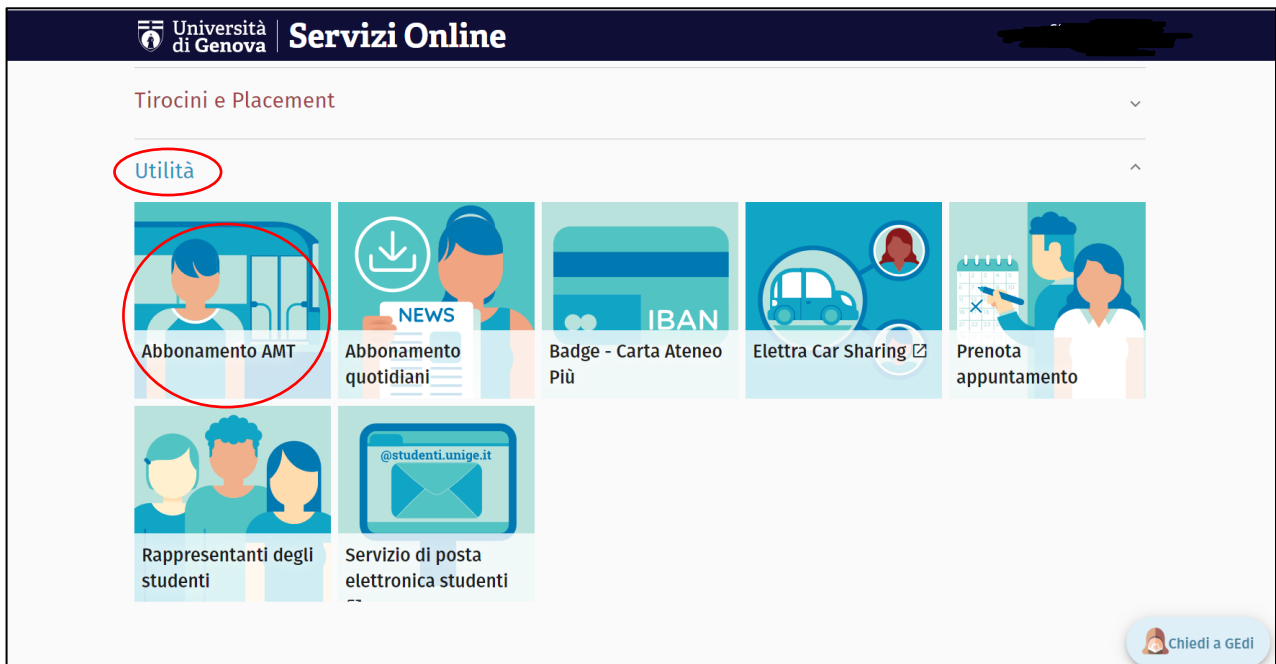 Università
di Genova
Servizi Online
Tirocini e Placement
Utilità
Abbonamento AMT
NEWS
Abbonamento
quotidiani
IBAN
Badge - Carta Ateneo
Più
Elettra Car Sharing
Prenota
appuntamento
Rappresentanti degli
studenti
@studenti.unige.it
Servizio di posta
elettronica studenti
Chiedi a GEdi